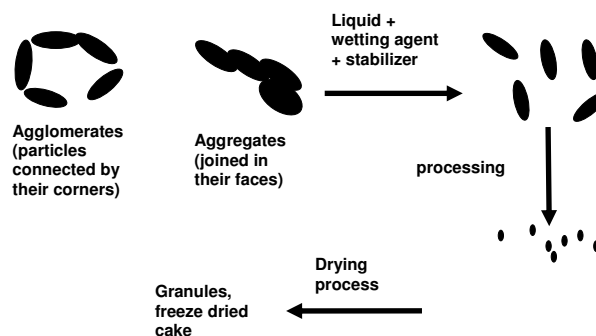 Agglomerates
(particles
connected by
their corners)
Aggregates
(joined in
their faces)
Liquid +
wetting agent
+ stabilizer
processing
Drying
process
Granules,
freeze dried
cake